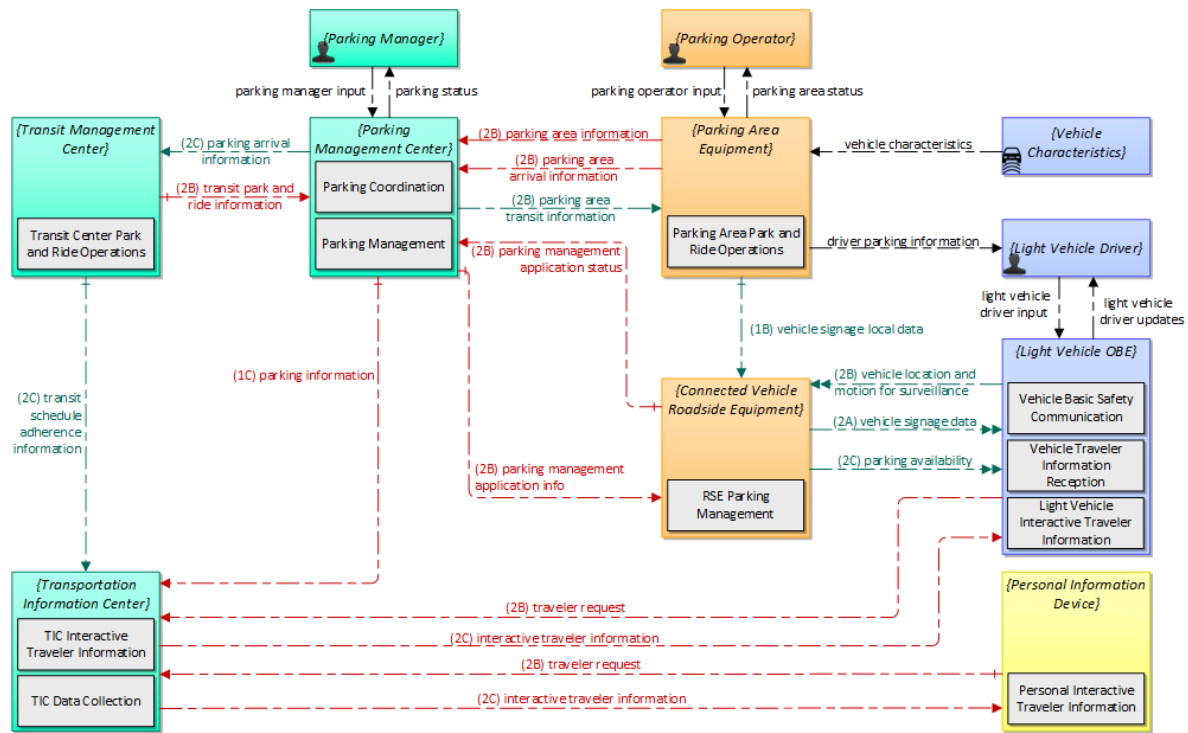 {Parking Manager}
{Parking Operator}
parking manager input
parking status
parking operator input
parking area status
{Transit Management
Center}
Transit Center Park
and Ride Operations
(2C) parking arrival
information
(2B) transit park and
ride information
{Parking
Management Center}
Parking Coordination
Parking Management
(2B) parking area information
(2B) parking area
arrival information
(2B) parking area
transit information
(2B) parking management
application status
{Parking Area
Equipment}
Parking Area Park and
Ride Operations
vehicle characteristics
{Vehicle
Characteristics}
driver parking information
{Light Vehicle Driver}
light vehicle
driver input
light vehicle
driver updates
(1B) vehicle signage local data
(1C) parking information
(2C) transit
schedule
adherence
information
(2B) parking management
application info
{Connected Vehicle
Roadside Equipment}
RSE Parking
Management
(2B) vehicle location and
motion for surveillance
(2A) vehicle signage data
(2C) parking availability
{Light Vehicle OBE}
Vehicle Basic Safety
Communication
Vehicle Traveler
Information
Reception
Light Vehicle
Interactive Traveler
Information
{Transportation
Information Center}
TIC Interactive
Traveler Information
TIC Data Collection
(2B) traveler request
(2C) interactive traveler information
(2B) traveler request
(2C) interactive traveler information
{Personal Information
Device}
Personal Interactive
Traveler Information